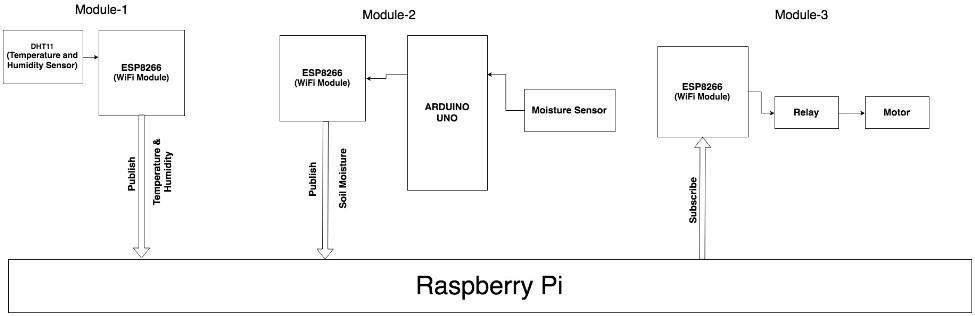 Module-1
DHT11
(Temperature and
Humidity Sensor)
ESP8266
(WiFi Module)
Publish
Temperature &
Humidity
Module-2
ESP8266
(WiFi Module)
ARDUINO
UNO
Moisture Sensor
Publish
Soil Moisture
Module-3
ESP8266
(WiFi Module)
Relay
Motor
Subscribe
Raspberry Pi